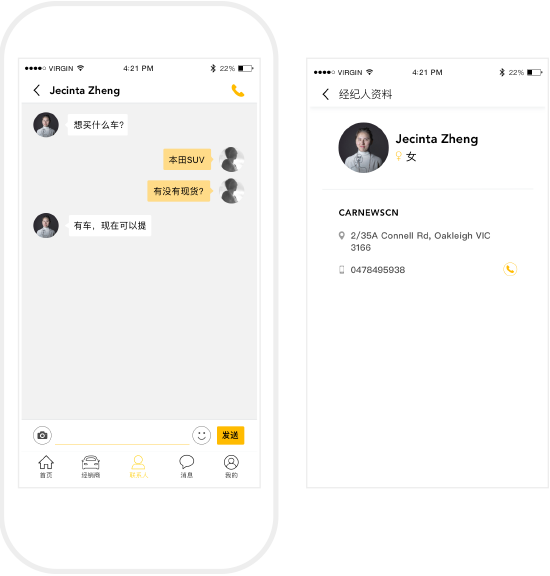 VIRGIN 4:21 PM 22%
Jecinta Zheng
想买什么车?
本田SUV
有没有现货?
有车，现在可以提
发送
首页 经销商 联系人 消息 我的
VIRGIN 4:21 PM 22%
经纪人资料
Jecinta Zheng
女
CARNEWSCN
2/35A Connell Rd, Oakleigh VIC
3166
0478495938